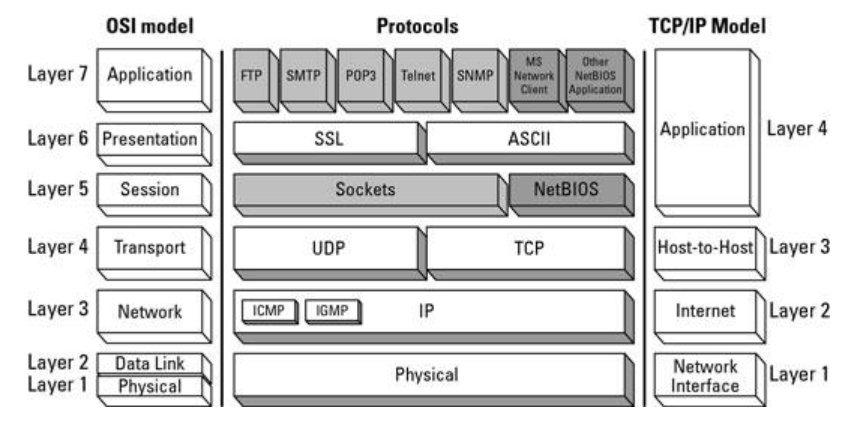 OSI model Protocols TCP/IP Model
Layer 7 Application FTP SMTP POP3 Telnet SNMP MS Network Client Other NetBIOS Application
Layer 6 Presentation SSL ASCII Application Layer 4
Layer 5 Session Sockets NetBIOS
Layer 4 Transport UDP TCP Host-to-Host Layer 3
Layer 3 Network ICMP IGMP IP Internet Layer 2
Layer 2 Data Link
Layer 1 Physical Physical Network Interface Layer 1